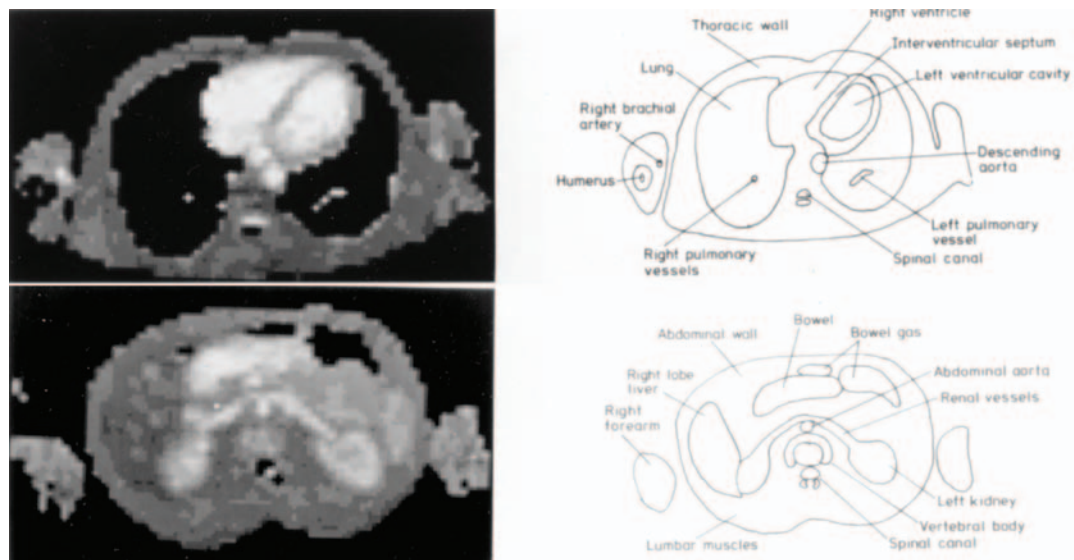 Right ventricle
Thoracic wall
Interventricular septum
Lung
Left ventricular cavity
Right brachial
artery
Descending
aorta
Humerus
Left pulmonary
vessel
Right pulmonary
vessels
Spinal canal
Bowel
Abdominal wall
Bowel gas
Abdominal aorta
Right lobe
liver
Renal vessels
Right
forearm
Left kidney
Vertebral body
Lumbar muscles
Spinal canal